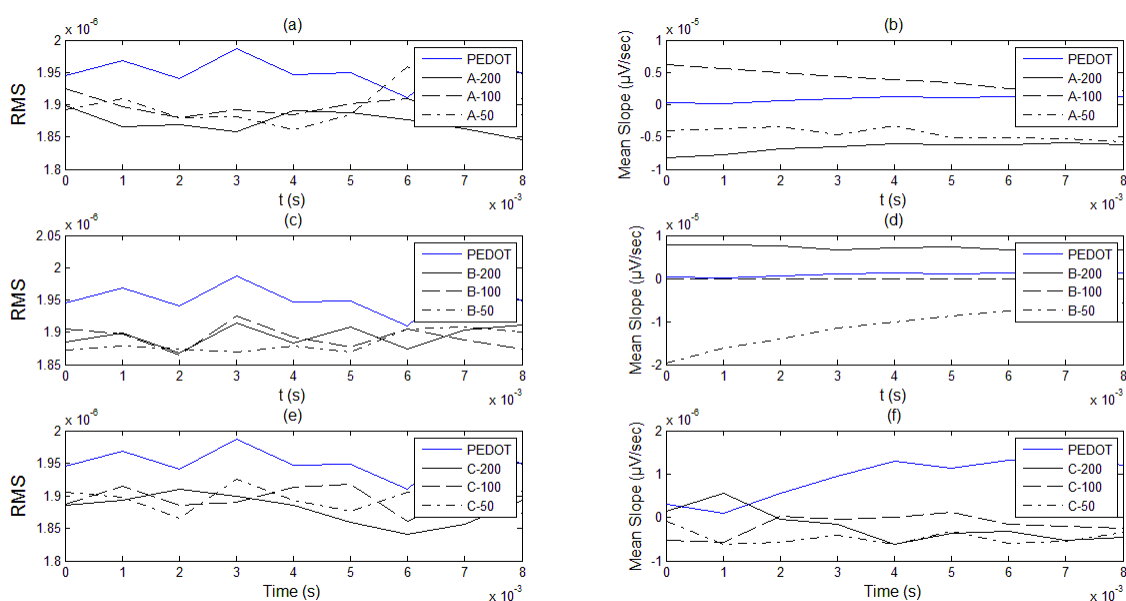 (a)
x 10^-6
2
1.95
1.9
1.85
1.8
RMS
PEDOT
A-200
A-100
A-50
0 1 2 3 4 5 6 7 8
t (s)
x 10^-3
(b)
x 10^-5
1
0.5
0
-0.5
-1
Mean Slope (µV/sec)
PEDOT
A-200
A-100
A-50
0 1 2 3 4 5 6 7 8
t (s)
x 10^-3
(c)
x 10^-6
2.05
2
1.95
1.9
1.85
RMS
PEDOT
B-200
B-100
B-50
0 1 2 3 4 5 6 7 8
t (s)
x 10^-3
(d)
x 10^-5
1
0
-1
-2
Mean Slope (µV/sec)
PEDOT
B-200
B-100
B-50
0 1 2 3 4 5 6 7 8
t (s)
x 10^-3
(e)
x 10^-6
2
1.95
1.9
1.85
1.8
RMS
PEDOT
C-200
C-100
C-50
0 1 2 3 4 5 6 7 8
Time (s)
x 10^-3
(f)
x 10^-6
2
1
0
-1
Mean Slope (µV/sec)
PEDOT
C-200
C-100
C-50
0 1 2 3 4 5 6 7 8
Time (s)
x 10^-3